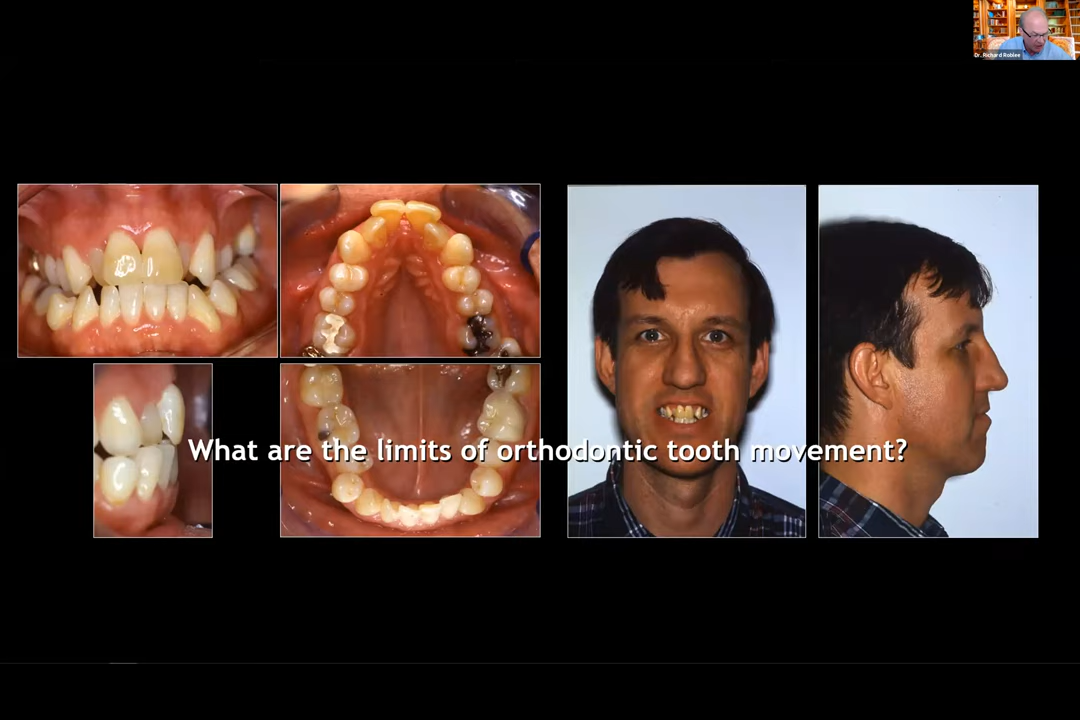 Dr. Richard Roblee
What are the limits of orthodontic tooth movement?